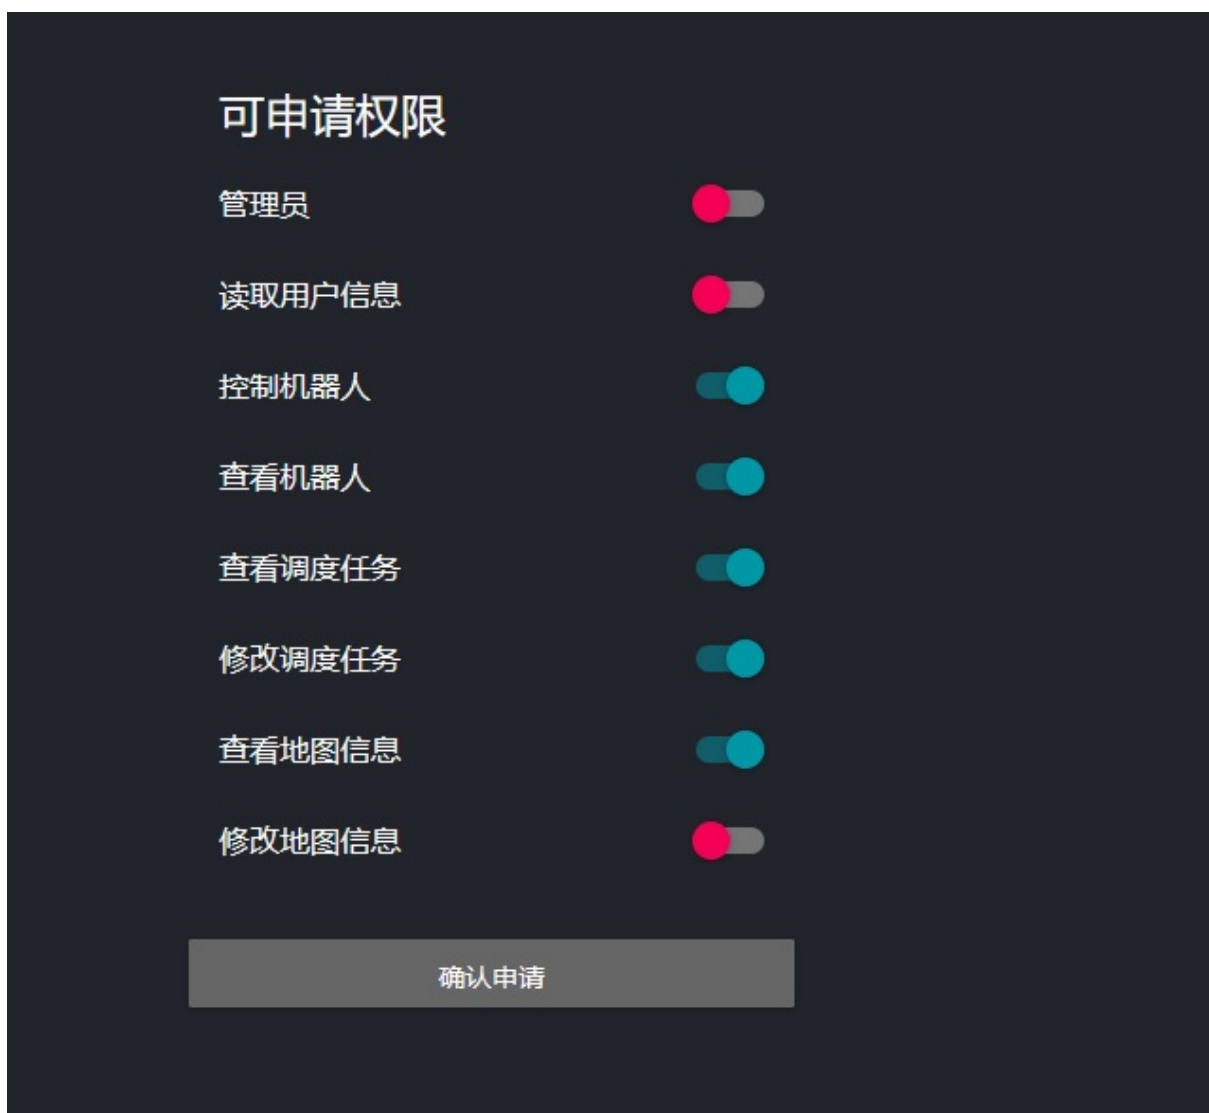 可申请权限
管理员
读取用户信息
控制机器人
查看机器人
查看调度任务
修改调度任务
查看地图信息
修改地图信息
确认申请